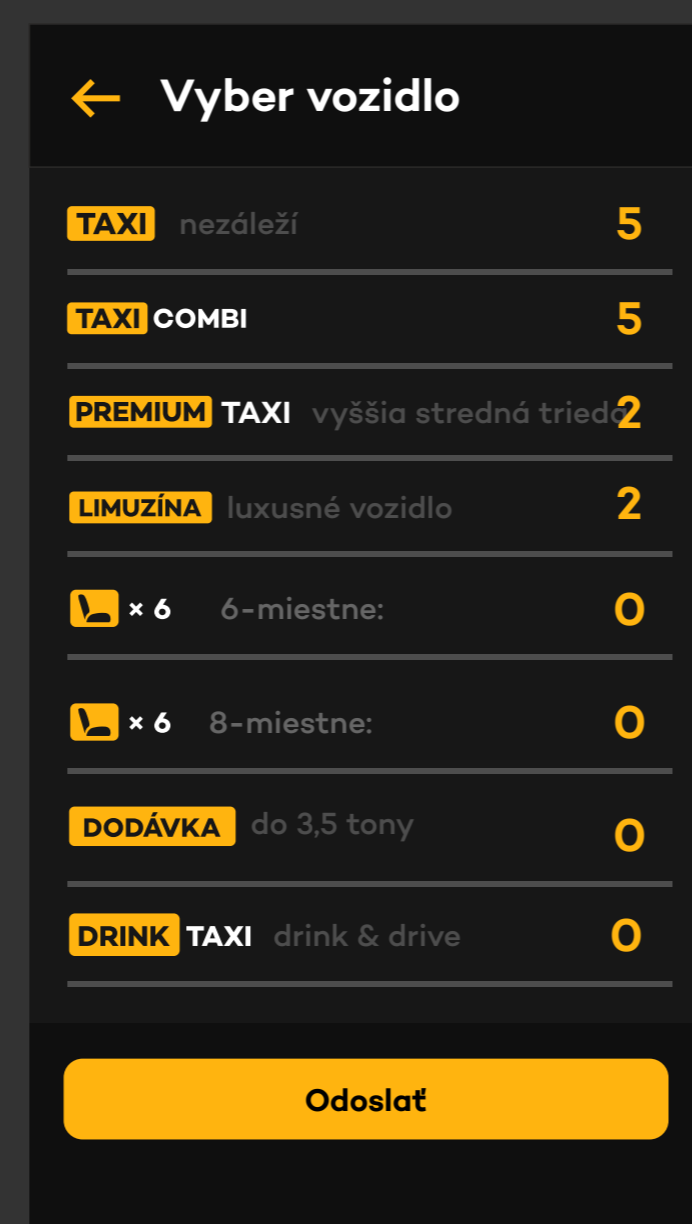 Vyber vozidlo
TAXI nezáleží 5
TAXI COMBI 5
PREMIUM TAXI vyššia stredná trieda 2
LIMUZÍNA luxusné vozidlo 2
× 6 6-miestne: 0
× 6 8-miestne: 0
DODÁVKA do 3,5 tony 0
DRINK TAXI drink & drive 0
Odoslať